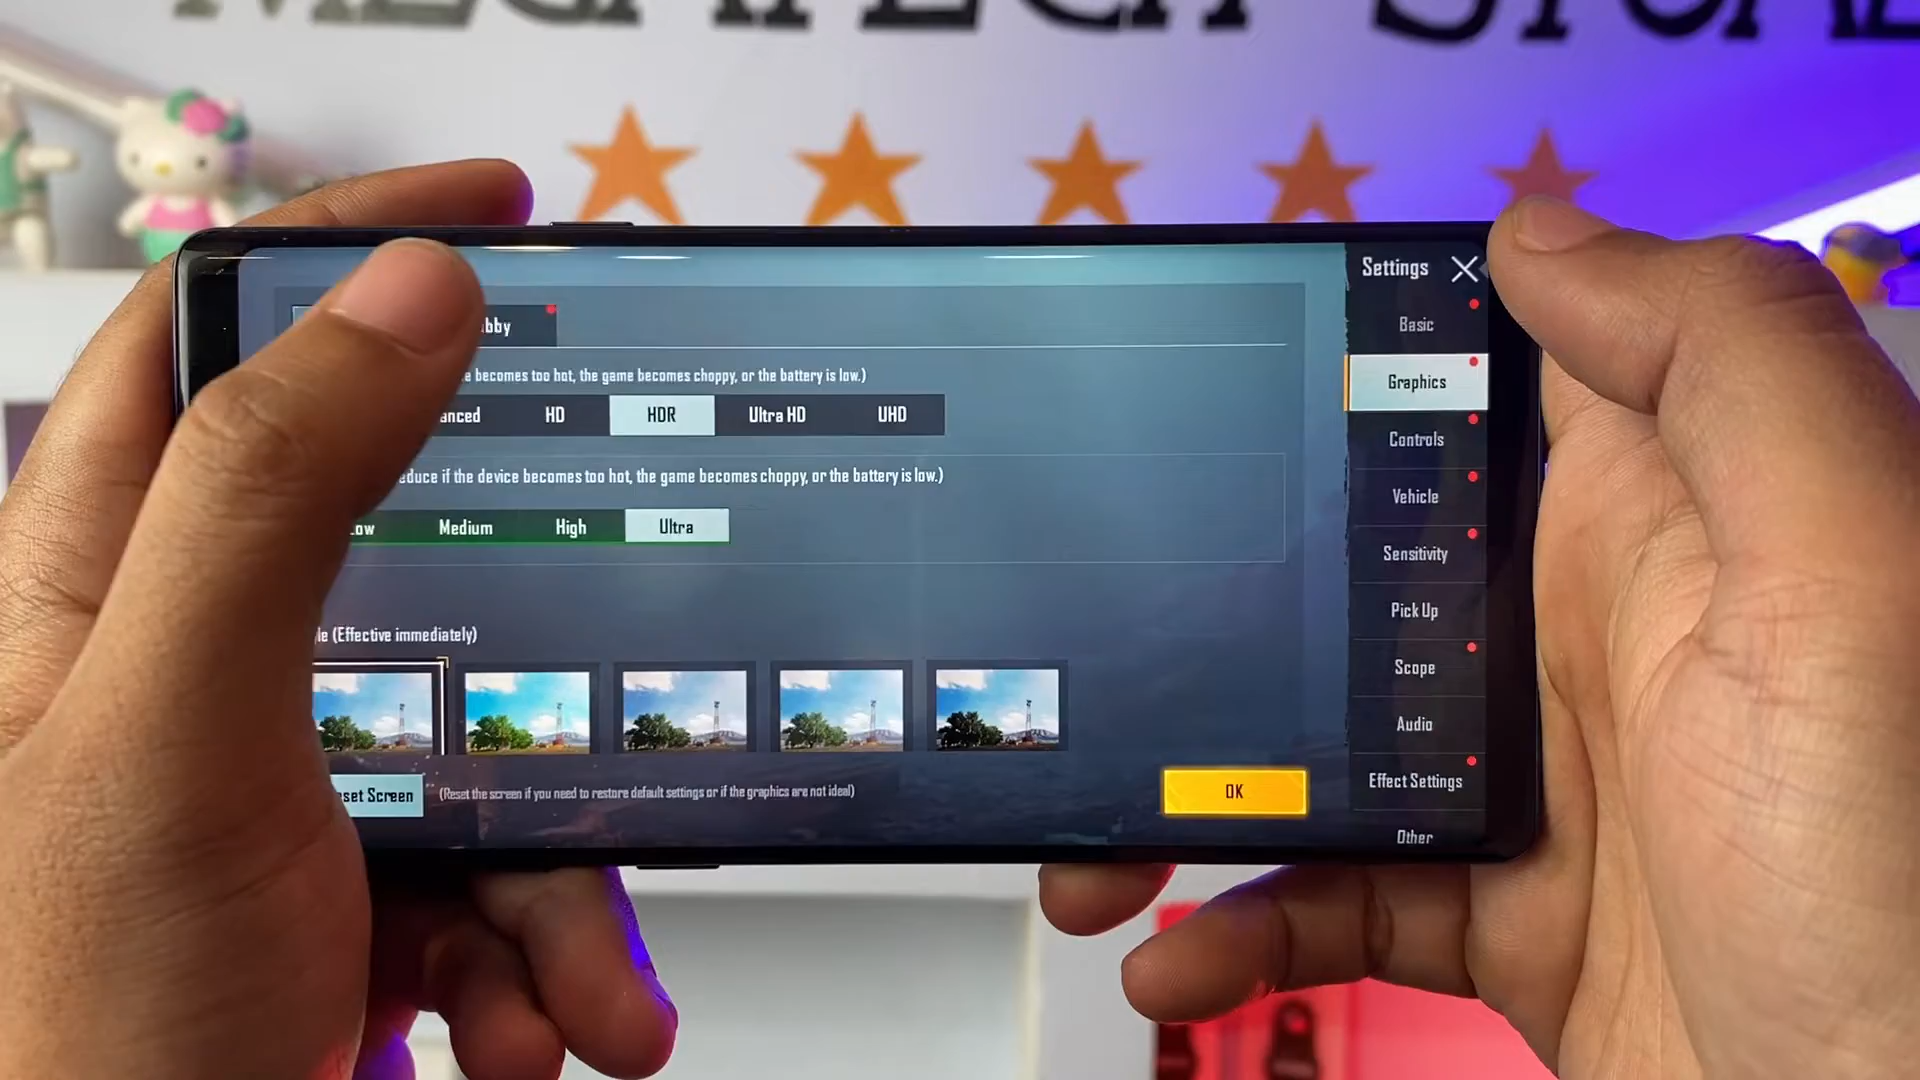 MEGATECH STORE
Settings
Basic
bby
Graphics
e becomes too hot, the game becomes choppy, or the battery is low.)
anced HD HDR Ultra HD UHD
Controls
educe if the device becomes too hot, the game becomes choppy, or the battery is low.)
Vehicle
Low Medium High Ultra
Sensitivity
Pick Up
le (Effective immediately)
Scope
Audio
set Screen (Reset the screen if you need to restore default settings or if the graphics are not ideal) OK
Effect Settings
Other